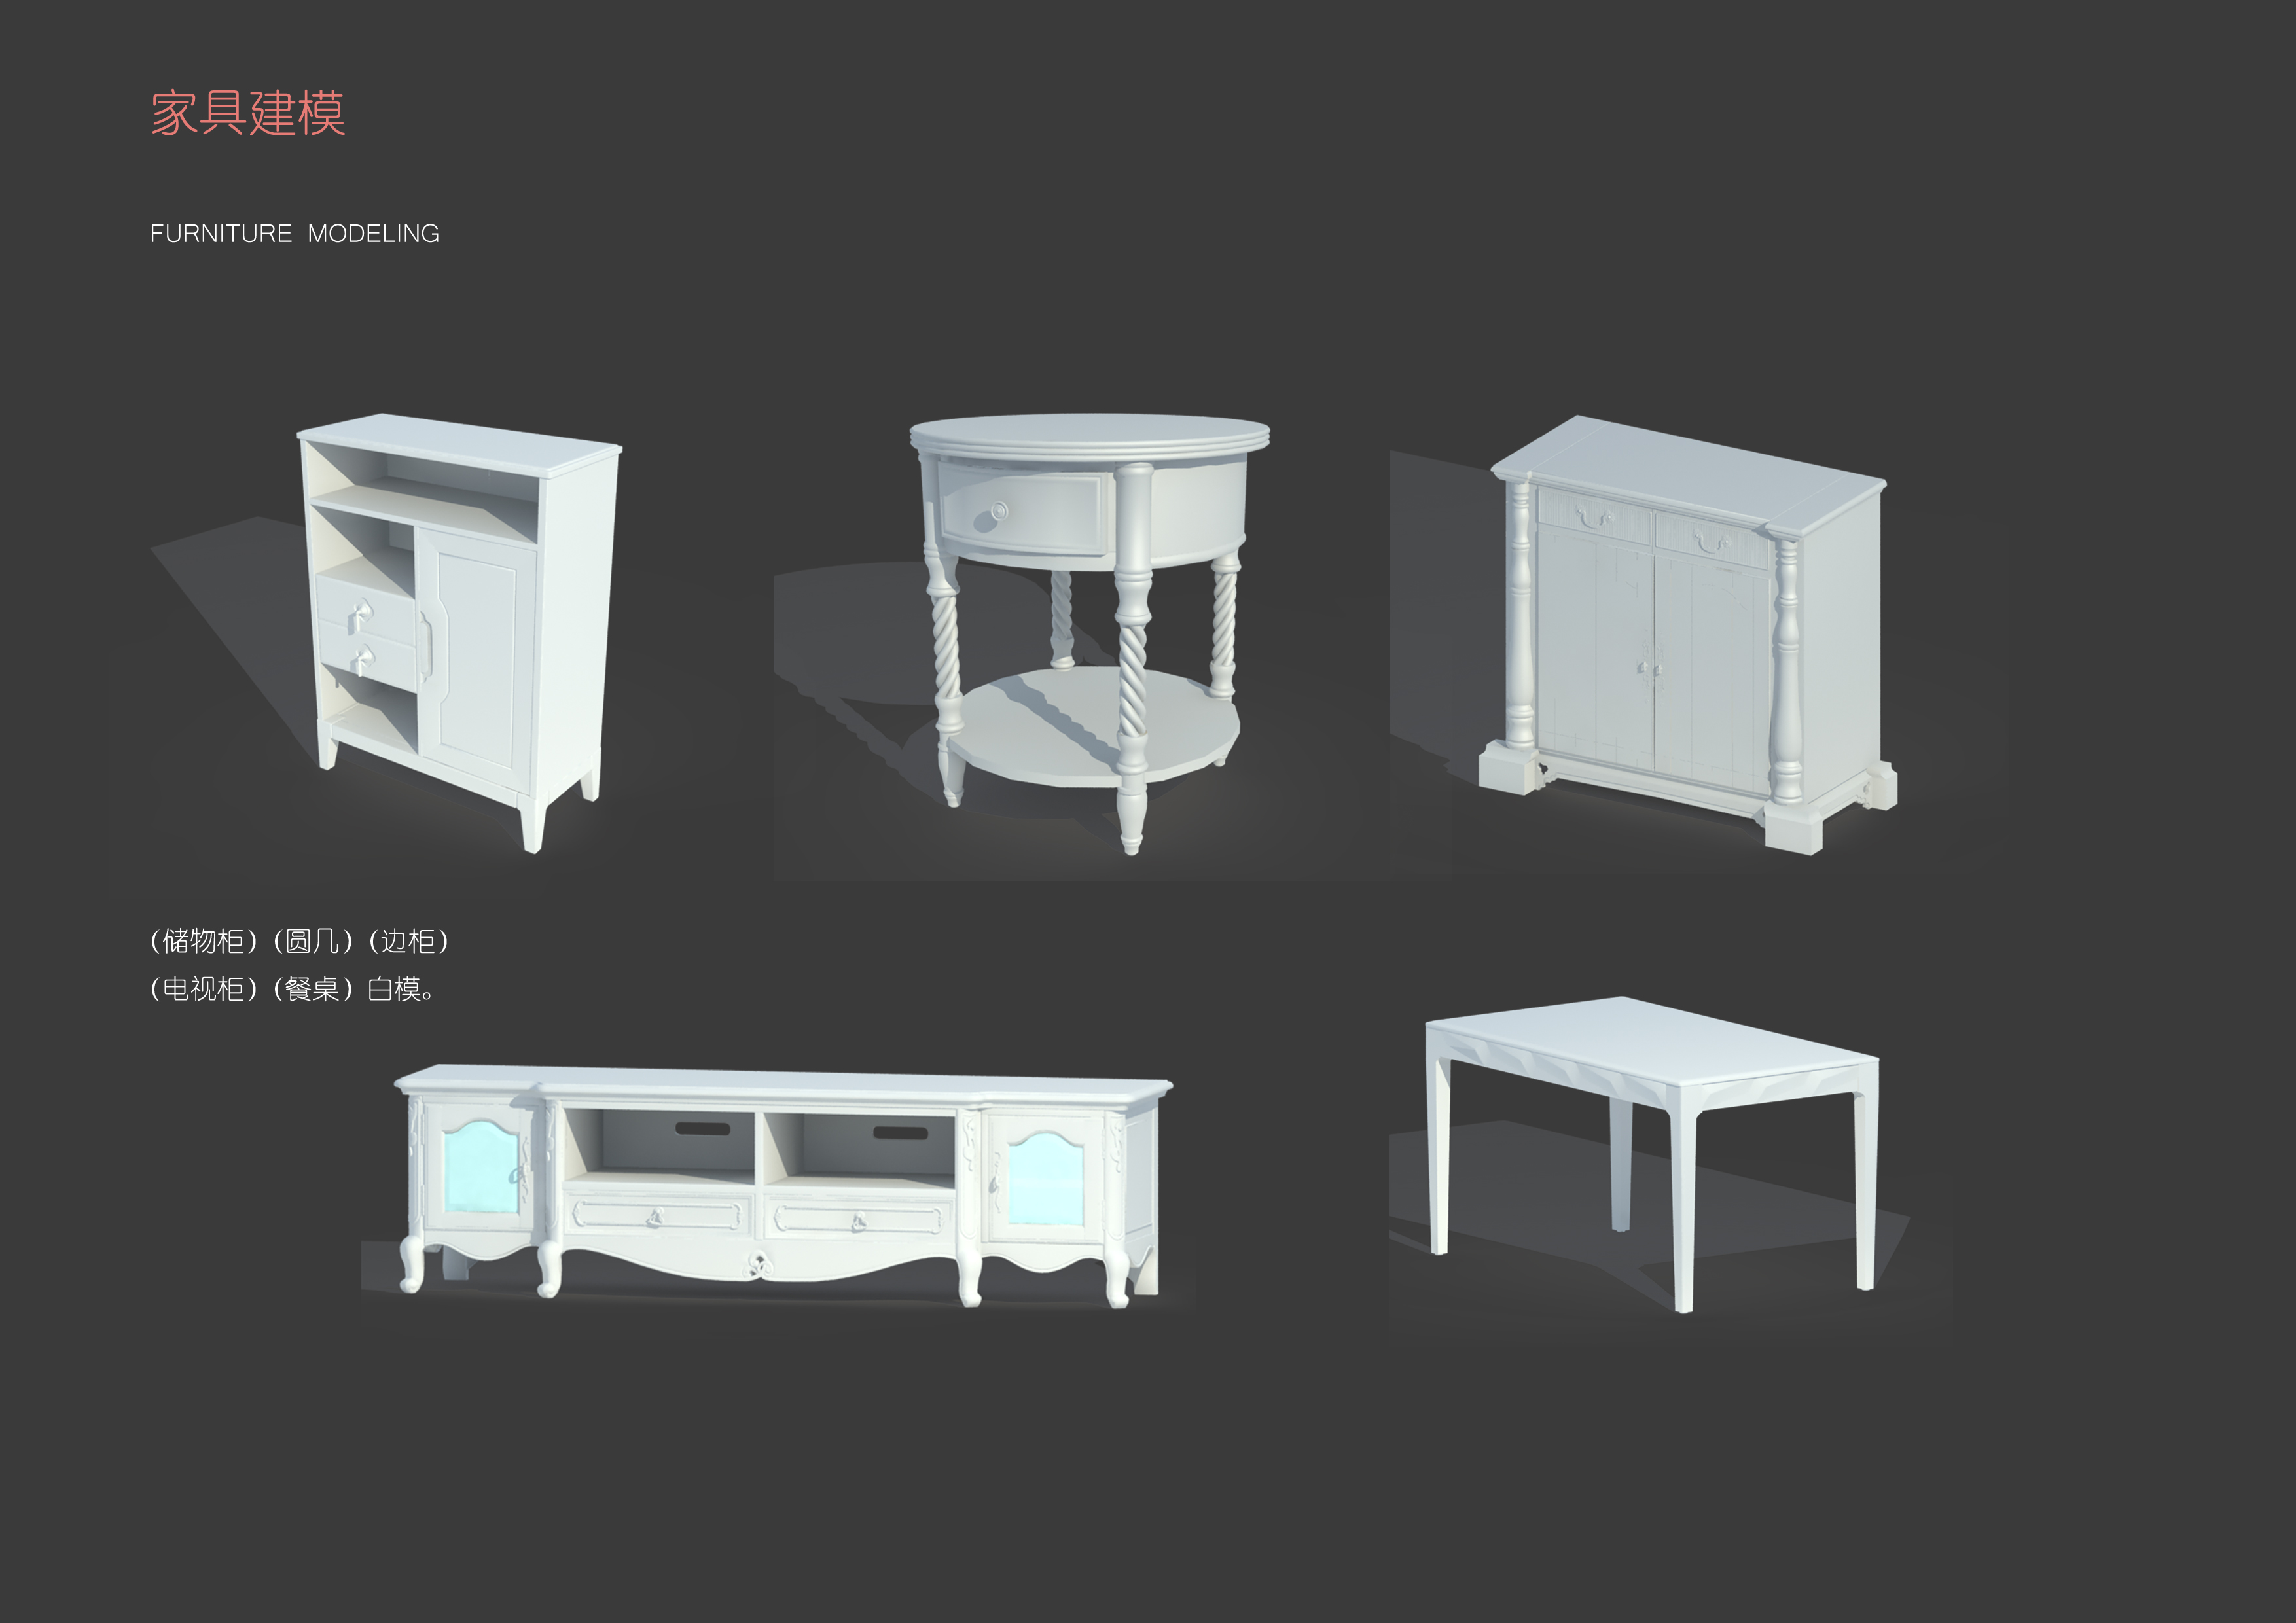 家具建模
FURNITURE MODELING
(储物柜) (圆几) (边柜)
(电视柜) (餐桌) 白模。